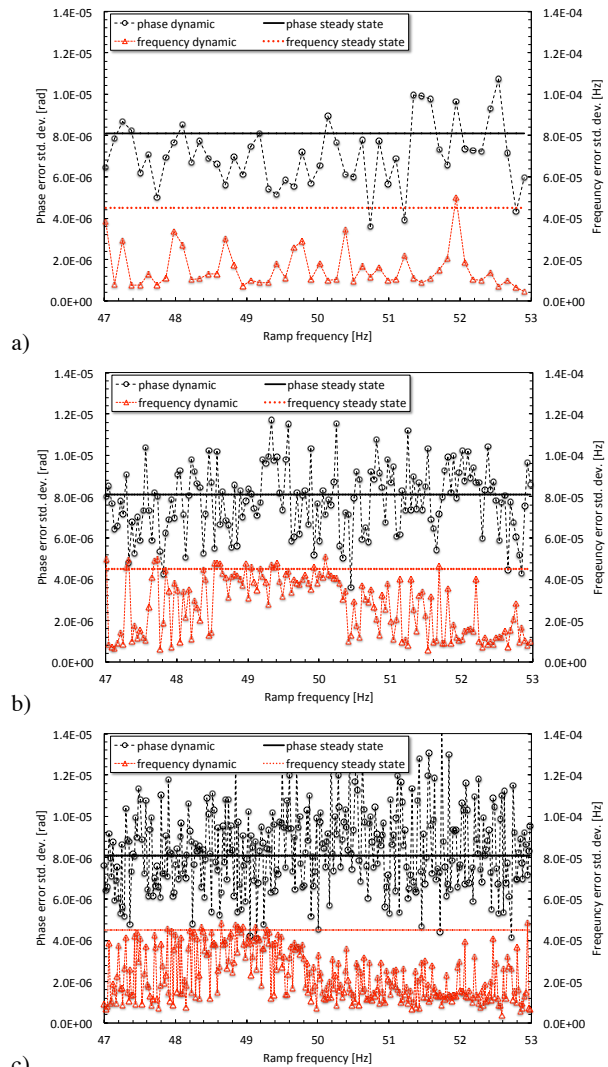 1.4E-05
1.2E-05
1.0E-05
8.0E-06
6.0E-06
4.0E-06
2.0E-06
0.0E+00
Phase error std. dev. [rad]
phase dynamic
phase steady state
frequency dynamic
frequency steady state
1.4E-04
1.2E-04
1.0E-04
8.0E-05
6.0E-05
4.0E-05
2.0E-05
0.0E+00
Frequency error std. dev. [Hz]
47 48 49 50 51 52 53
Ramp frequency [Hz]
a)
1.4E-05
1.2E-05
1.0E-05
8.0E-06
6.0E-06
4.0E-06
2.0E-06
0.0E+00
Phase error std. dev. [rad]
phase dynamic
phase steady state
frequency dynamic
frequency steady state
1.4E-04
1.2E-04
1.0E-04
8.0E-05
6.0E-05
4.0E-05
2.0E-05
0.0E+00
Frequency error std. dev. [Hz]
47 48 49 50 51 52 53
Ramp frequency [Hz]
b)
1.4E-05
1.2E-05
1.0E-05
8.0E-06
6.0E-06
4.0E-06
2.0E-06
0.0E+00
Phase error std. dev. [rad]
phase dynamic
phase steady state
frequency dynamic
frequency steady state
1.4E-04
1.2E-04
1.0E-04
8.0E-05
6.0E-05
4.0E-05
2.0E-05
0.0E+00
Frequency error std. dev. [Hz]
47 48 49 50 51 52 53
Ramp frequency [Hz]
c)